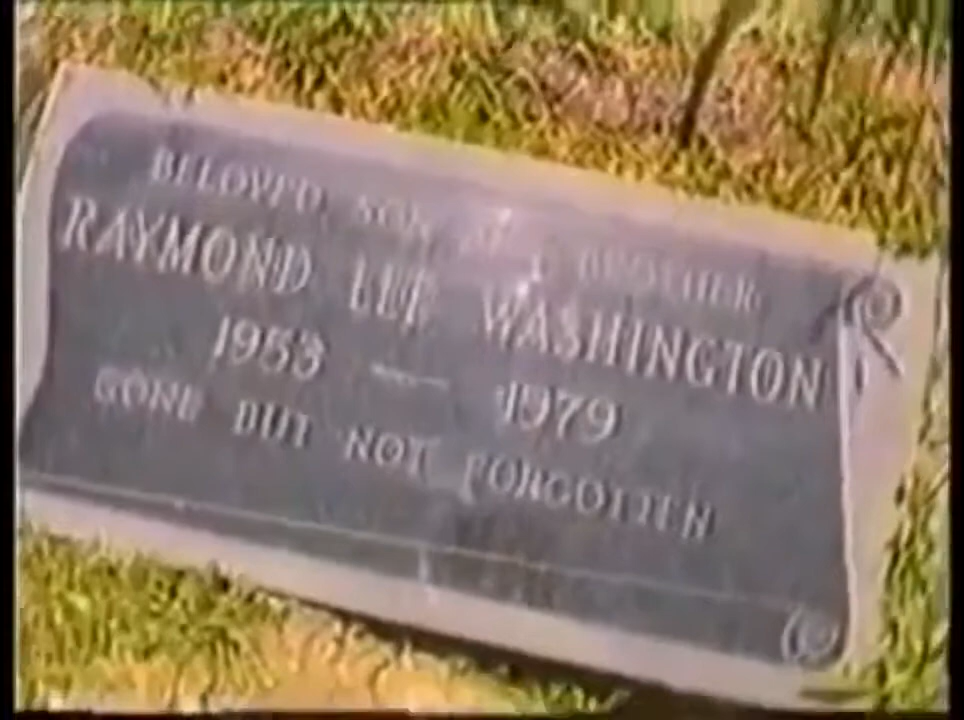 BELOVED SON & BROTHER
RAYMOND LEE WASHINGTON
1953 — 1979
GONE BUT NOT FORGOTTEN